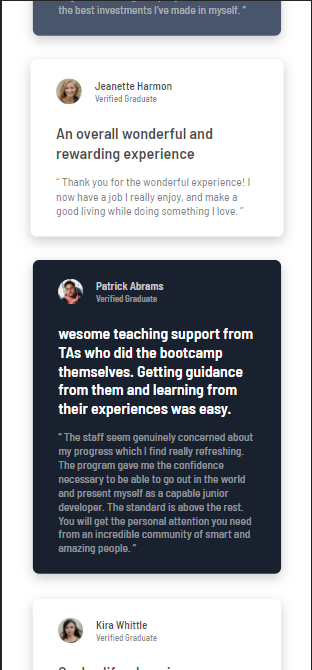 the best investments I've made in myself. "
Jeanette Harmon
Verified Graduate
An overall wonderful and
rewarding experience
" Thank you for the wonderful experience! I
now have a job I really enjoy, and make a
good living while doing something I love. "
Patrick Abrams
Verified Graduate
wesome teaching support from
TAs who did the bootcamp
themselves. Getting guidance
from them and learning from
their experiences was easy.
" The staff seem genuinely concerned about
my progress which I find really refreshing.
The program gave me the confidence
necessary to be able to go out in the world
and present myself as a capable junior
developer. The standard is above the rest.
You will get the personal attention you need
from an incredible community of smart and
amazing people. "
Kira Whittle
Verified Graduate